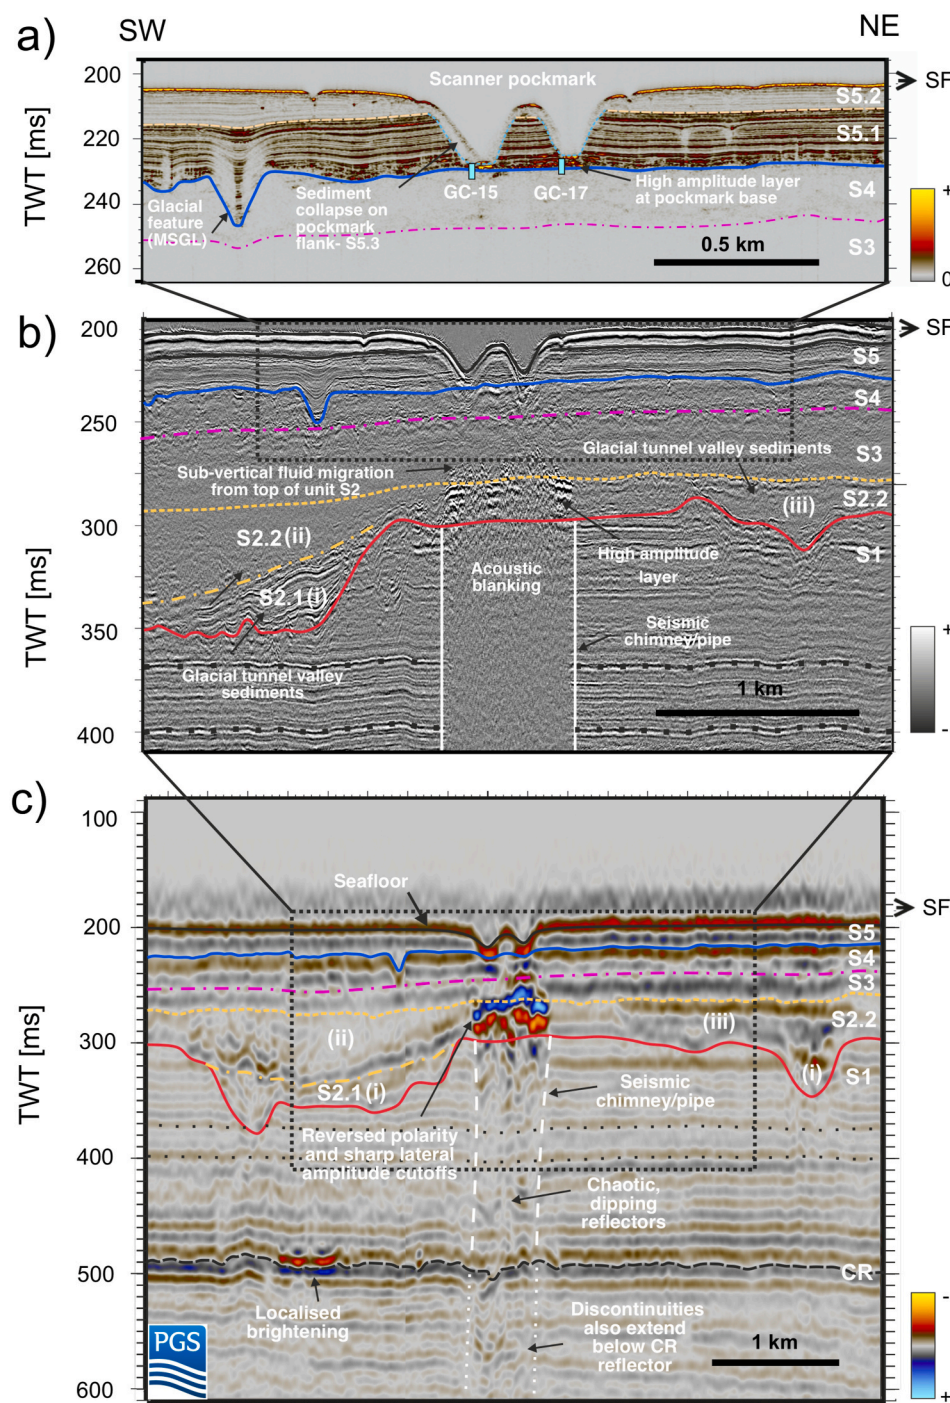 a)
SW
NE
200
220
240
260
TWT [ms]
Scanner pockmark
SF
S5.2
S5.1
S4
S3
Glacial
feature
(MSGL)
Sediment
collapse on
pockmark
flank- S5.3
GC-15
GC-17
High amplitude layer
at pockmark base
0.5 km
+
0
b)
200
250
300
350
400
TWT [ms]
SF
S5
S4
S3
S2.2
S1
Glacial tunnel valley sediments
Sub-vertical fluid migration
from top of unit S2
(iii)
S2.2 (ii)
High amplitude
layer
Acoustic
blanking
S2.1 (i)
Seismic
chimney/pipe
Glacial tunnel valley
sediments
1 km
+
-
c)
100
200
300
400
500
600
TWT [ms]
Seafloor
SF
S5
S4
S3
S2.2
S1
(ii)
(iii)
(i)
S2.1 (i)
Seismic
chimney/pipe
Reversed polarity
and sharp lateral
amplitude cutoffs
Chaotic,
dipping
reflectors
CR
Localised
brightening
Discontinuities
also extend
below CR
reflector
1 km
PGS
-
+